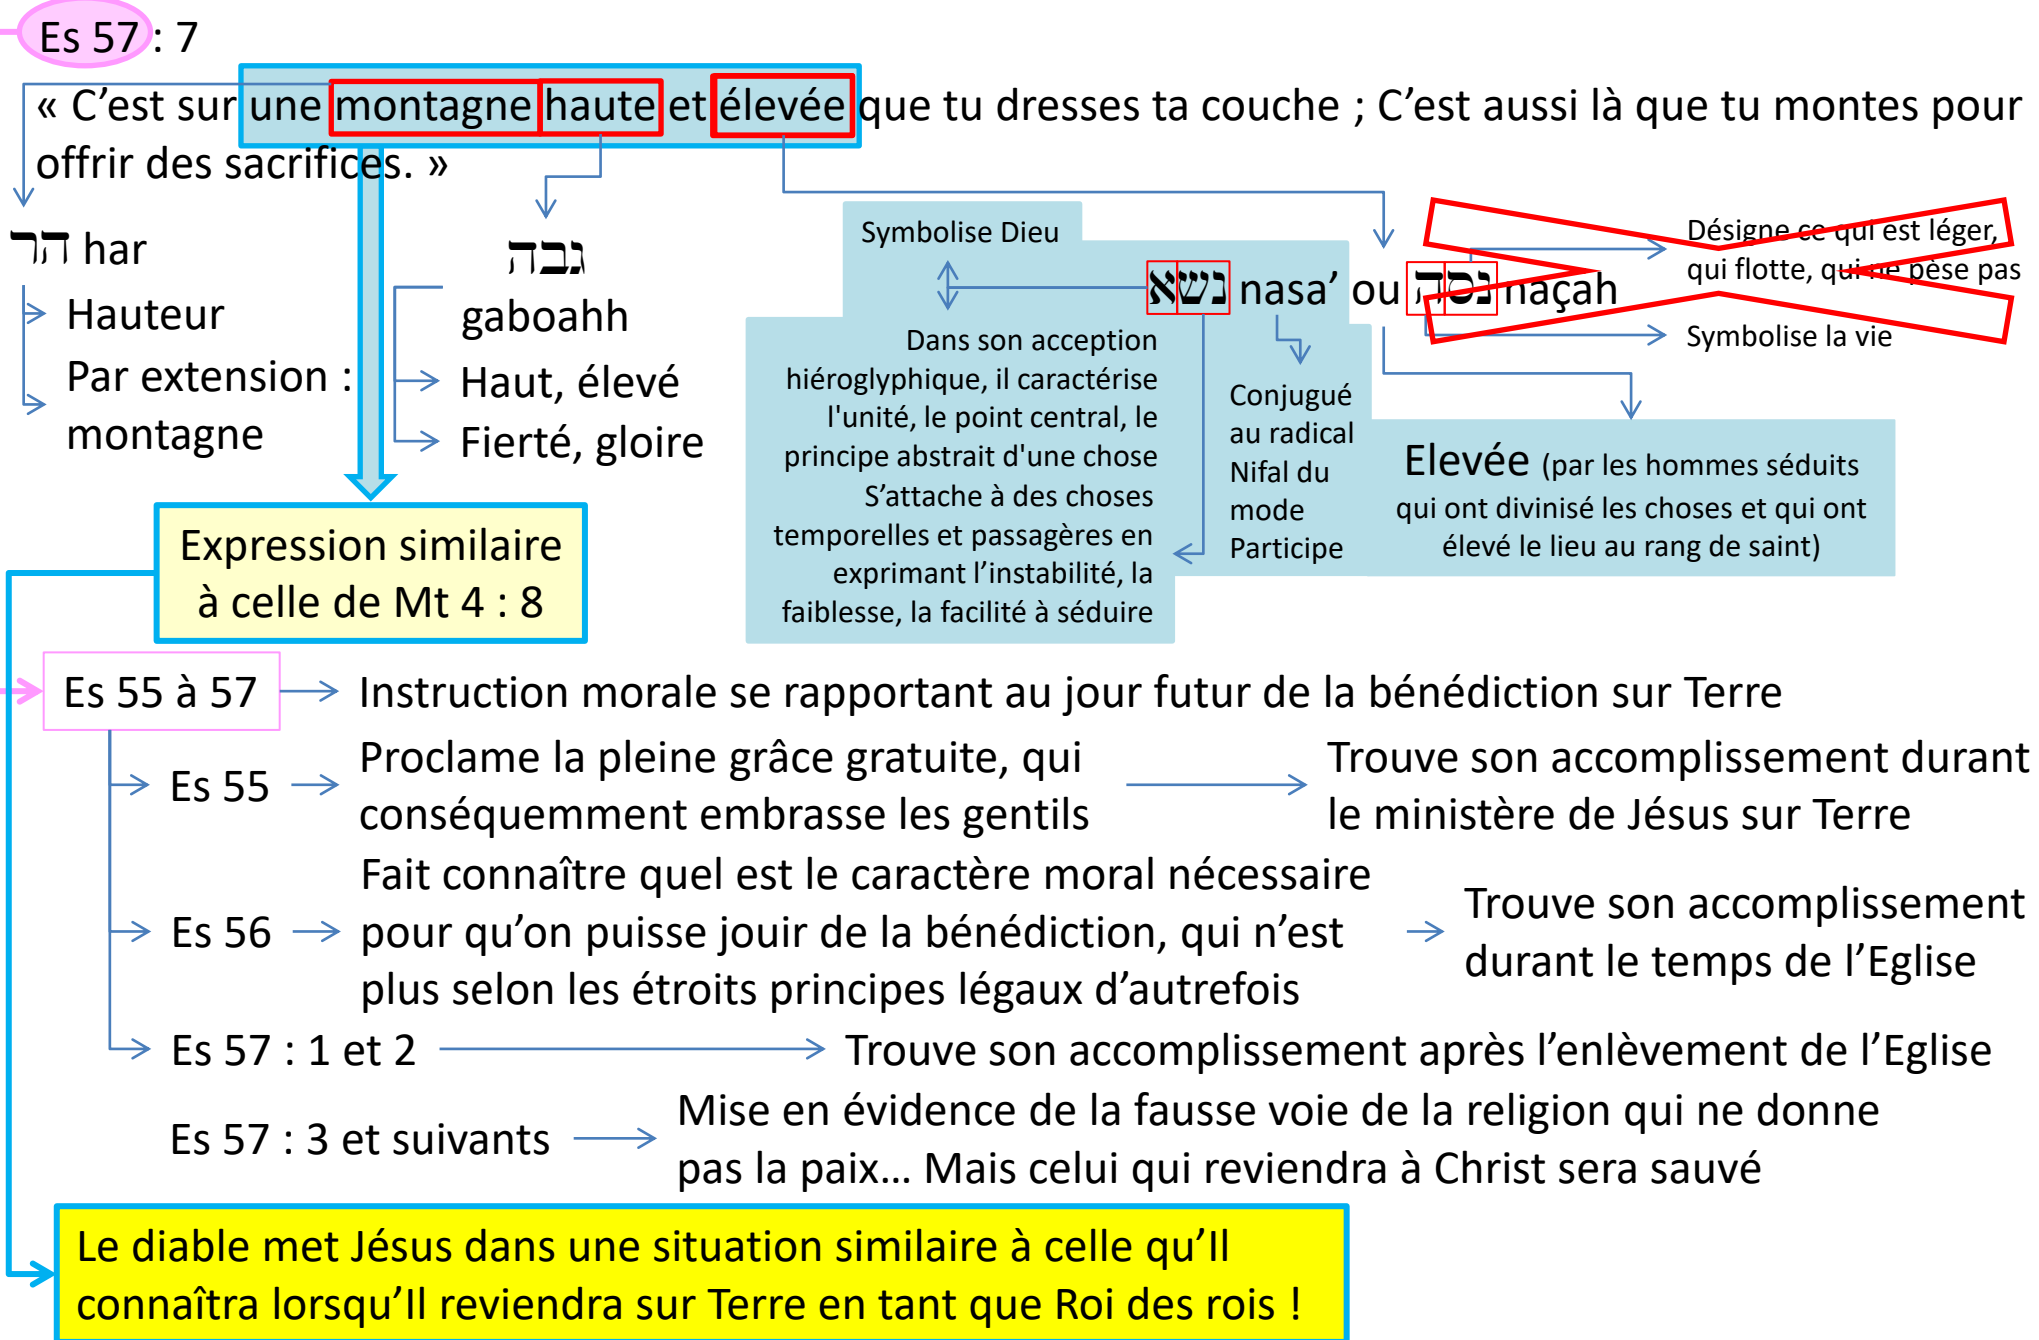 Es 57 : 7
« C’est sur une montagne haute et élevée que tu dresses ta couche ; C’est aussi là que tu montes pour
offrir des sacrifices. »
הר har
Hauteur
Par extension :
montagne
גבה
gaboahh
Haut, élevé
Fierté, gloire
Symbolise Dieu
נשא nasa’ ou נסה naçah
Désigne ce qui est léger,
qui flotte, qui ne pèse pas
Symbolise la vie
Dans son acception
hiéroglyphique, il caractérise
l'unité, le point central, le
principe abstrait d'une chose
S’attache à des choses
temporelles et passagères en
exprimant l’instabilité, la
faiblesse, la facilité à séduire
Conjugué
au radical
Nifal du
mode
Participe
Elevée (par les hommes séduits
qui ont divinisé les choses et qui ont
élevé le lieu au rang de saint)
Expression similaire
à celle de Mt 4 : 8
Es 55 à 57
Instruction morale se rapportant au jour futur de la bénédiction sur Terre
Es 55
Proclame la pleine grâce gratuite, qui
conséquemment embrasse les gentils
Trouve son accomplissement durant
le ministère de Jésus sur Terre
Es 56
Fait connaître quel est le caractère moral nécessaire
pour qu’on puisse jouir de la bénédiction, qui n’est
plus selon les étroits principes légaux d’autrefois
Trouve son accomplissement
durant le temps de l’Eglise
Es 57 : 1 et 2
Trouve son accomplissement après l’enlèvement de l’Eglise
Es 57 : 3 et suivants
Mise en évidence de la fausse voie de la religion qui ne donne
pas la paix… Mais celui qui reviendra à Christ sera sauvé
Le diable met Jésus dans une situation similaire à celle qu’Il
connaîtra lorsqu’Il reviendra sur Terre en tant que Roi des rois !